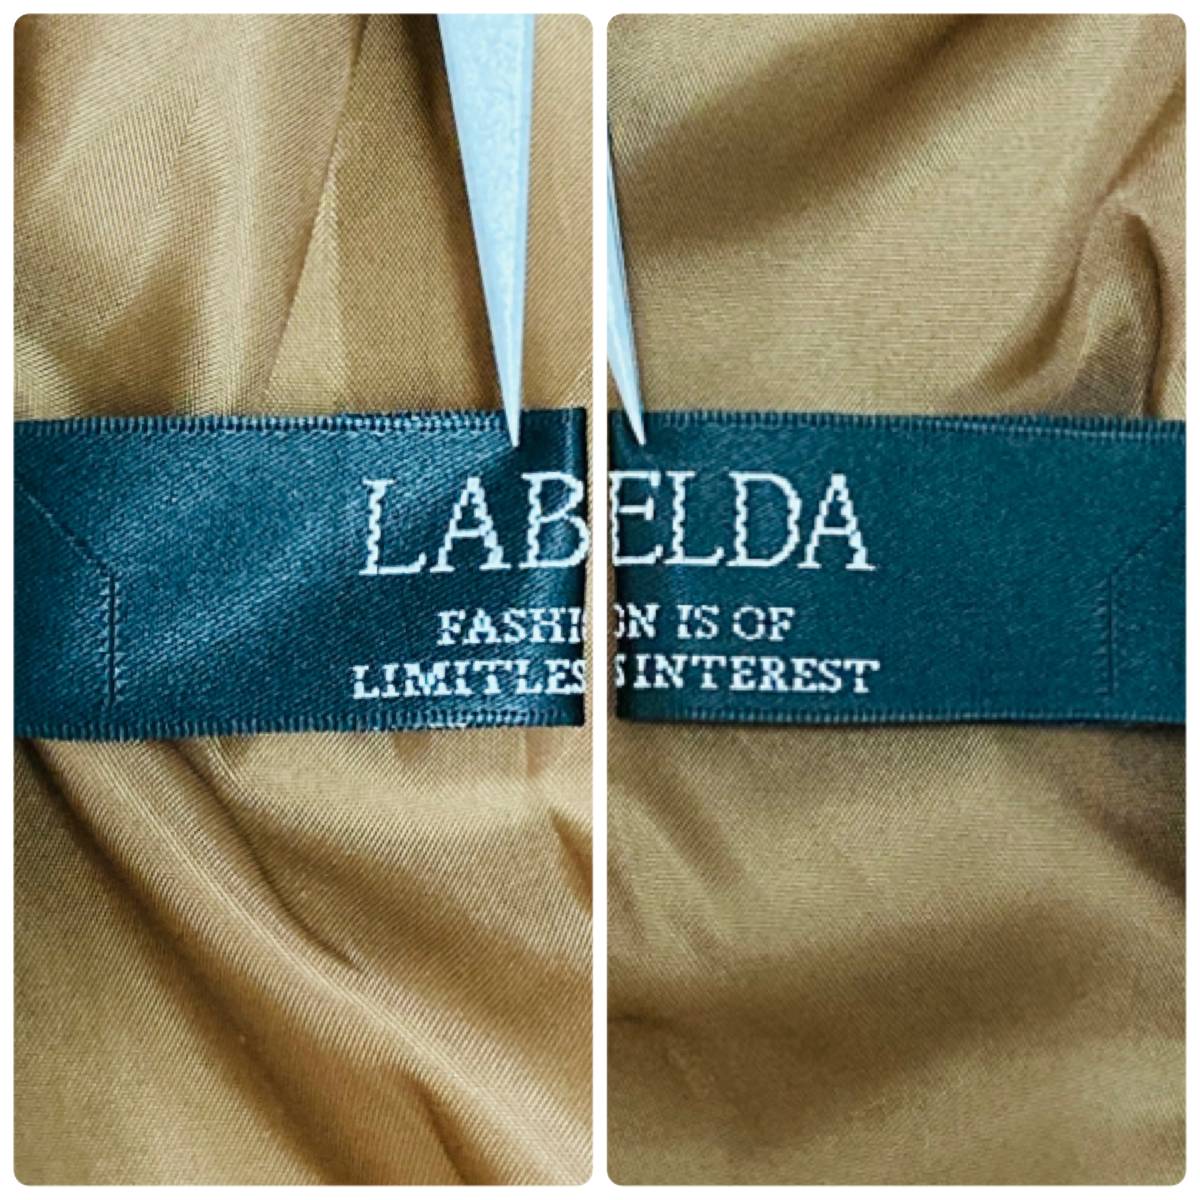 LABELDA
FASHION IS OF
LIMITLESS INTEREST